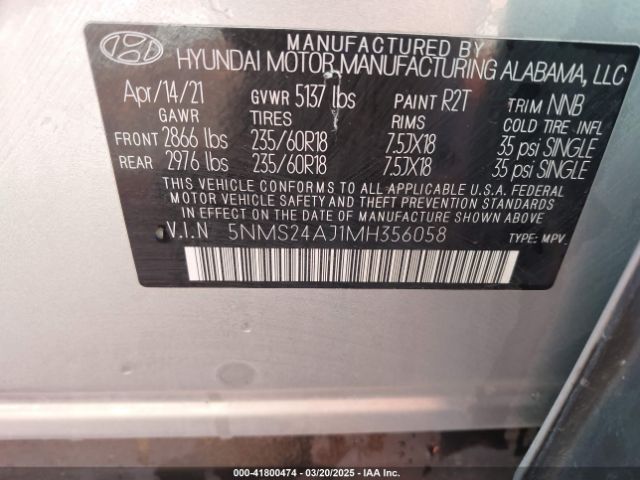 MANUFACTURED BY
HYUNDAI MOTOR MANUFACTURING ALABAMA, LLC
Apr/14/21 GVWR 5137 lbs PAINT R2T TRIM NNB
GAWR TIRES RIMS COLD TIRE INFL
FRONT 2866 lbs 235/60R18 7.5JX18 35 psi SINGLE
REAR 2976 lbs 235/60R18 7.5JX18 35 psi SINGLE
THIS VEHICLE CONFORMS TO ALL APPLICABLE U.S.A. FEDERAL
MOTOR VEHICLE SAFETY AND THEFT PREVENTION STANDARDS
IN EFFECT ON THE DATE OF MANUFACTURE SHOWN ABOVE.
V.I.N 5NMS24AJ1MH356058 TYPE: MPV
000-41800474 — 03/20/2025 — IAA Inc.